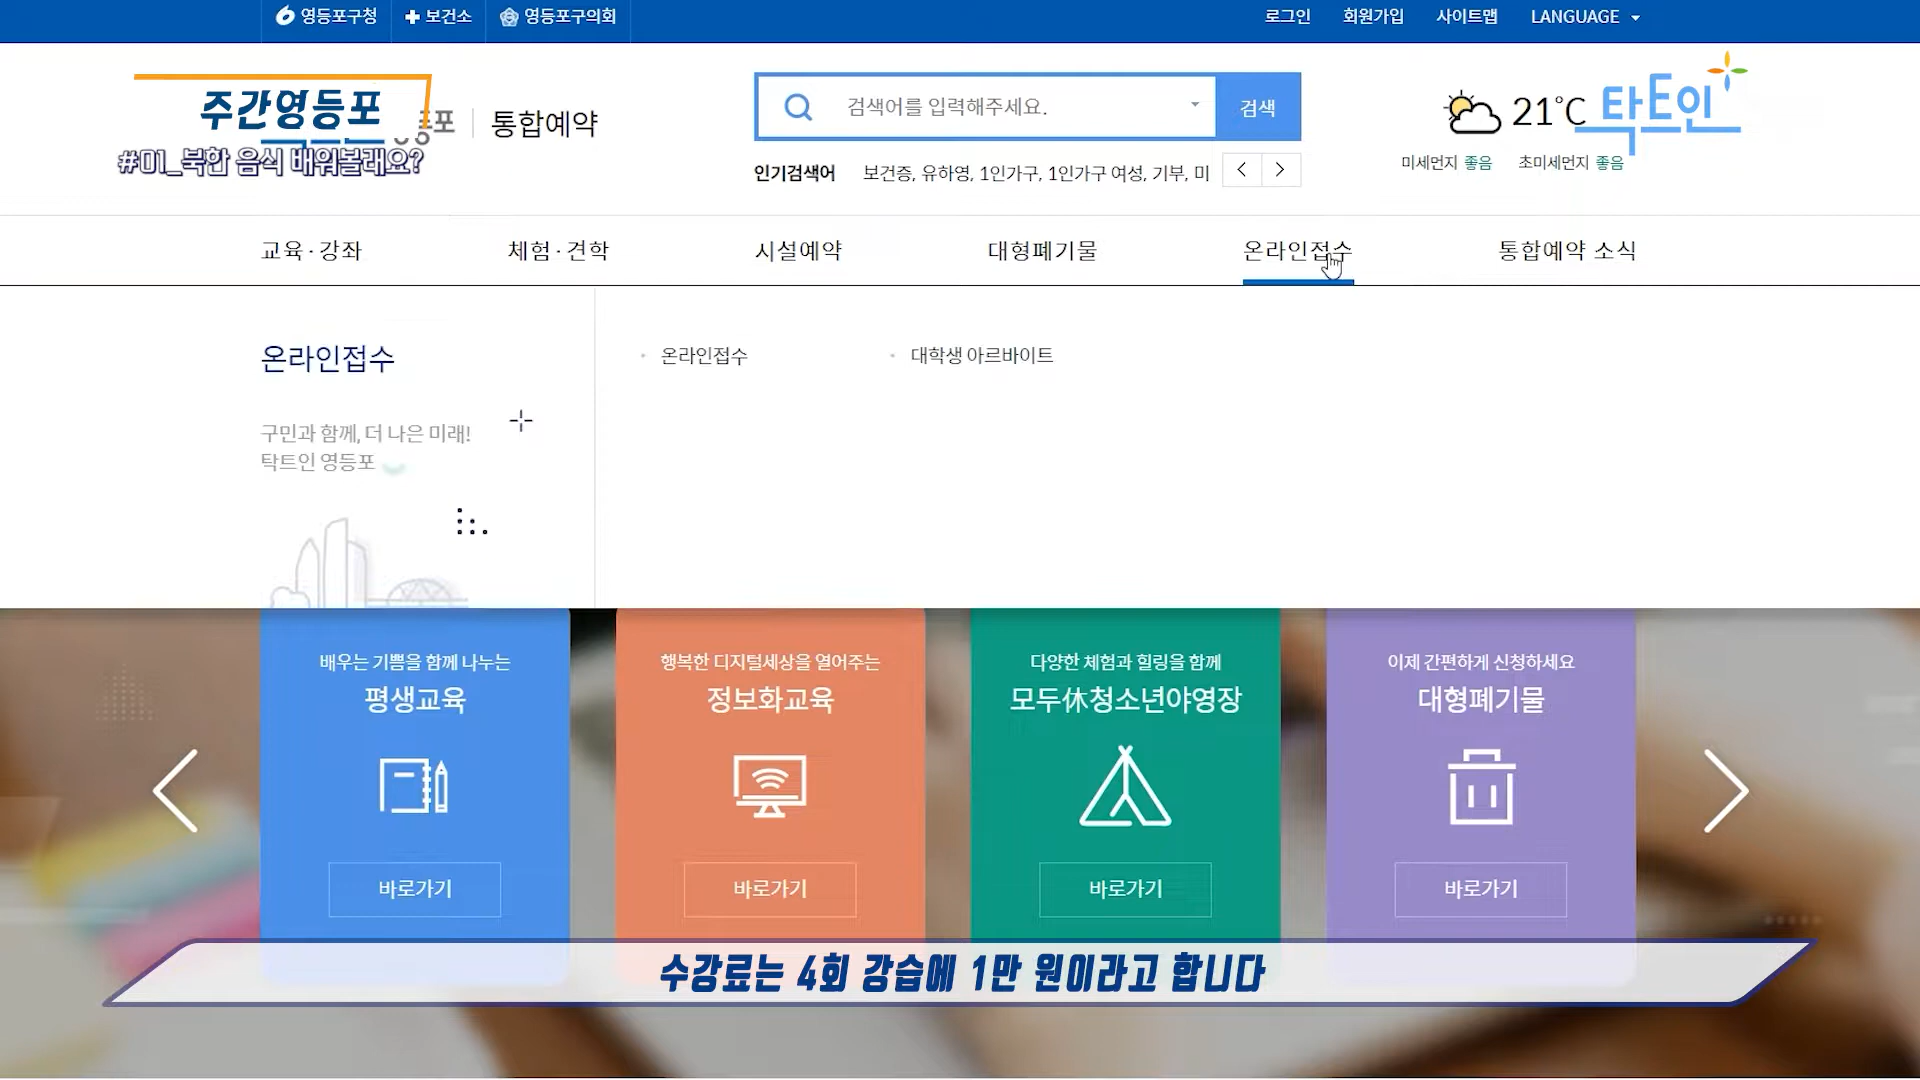 영등포구청 보건소 영등포구의회
로그인 회원가입 사이트맵 LANGUAGE
주간영등포
#01_북한 음식 배워볼래요?
포 통합예약
검색어를 입력해주세요. 검색
인기검색어 보건증, 유하영, 1인가구, 1인가구 여성, 기부, 미
21°C
탁트인
미세먼지 좋음 초미세먼지 좋음
교육·강좌 체험·견학 시설예약 대형폐기물 온라인접수 통합예약 소식
온라인접수
온라인접수 대학생 아르바이트
구민과 함께, 더 나은 미래!
탁트인 영등포
배우는 기쁨을 함께 나누는
평생교육
바로가기
행복한 디지털세상을 열어주는
정보화교육
바로가기
다양한 체험과 힐링을 함께
모두休청소년야영장
바로가기
이제 간편하게 신청하세요
대형폐기물
바로가기
수강료는 4회 강습에 1만 원이라고 합니다